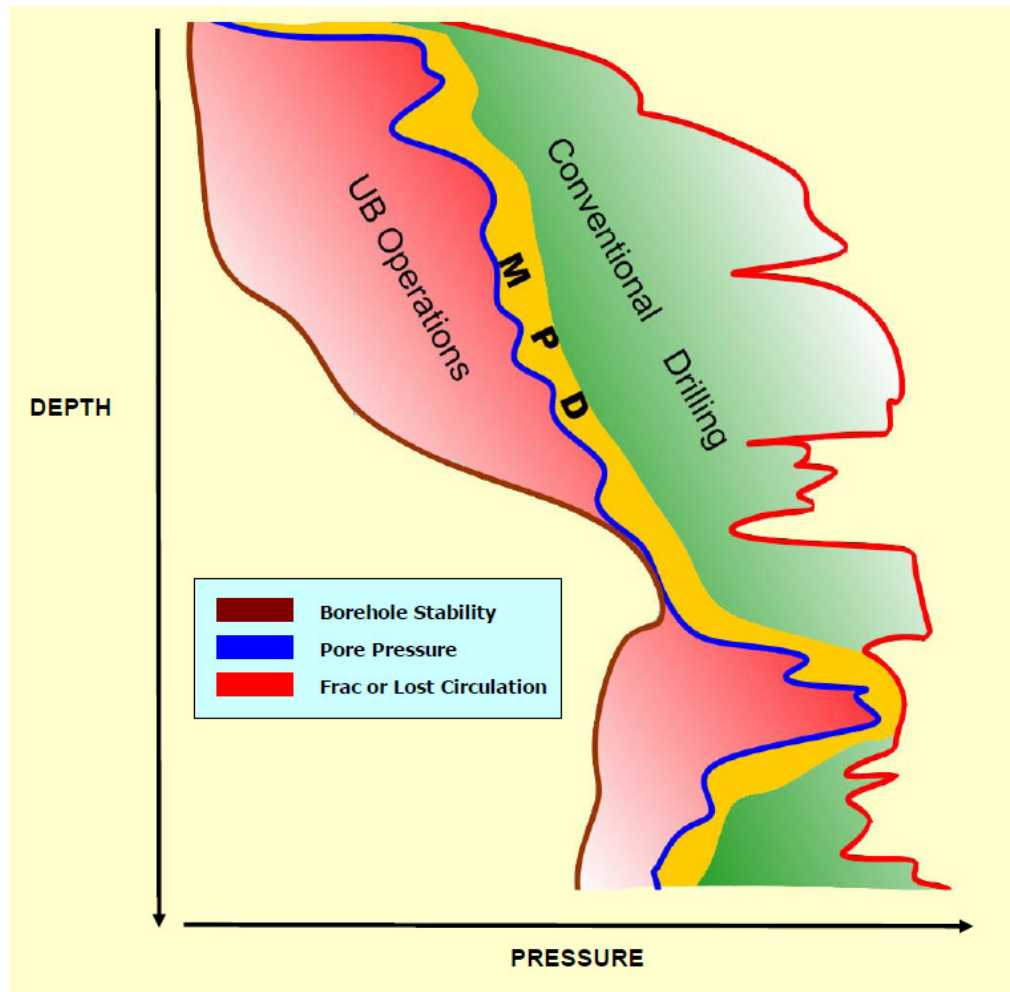 UB Operations
M P D
Conventional Drilling
DEPTH
Borehole Stability
Pore Pressure
Frac or Lost Circulation
PRESSURE